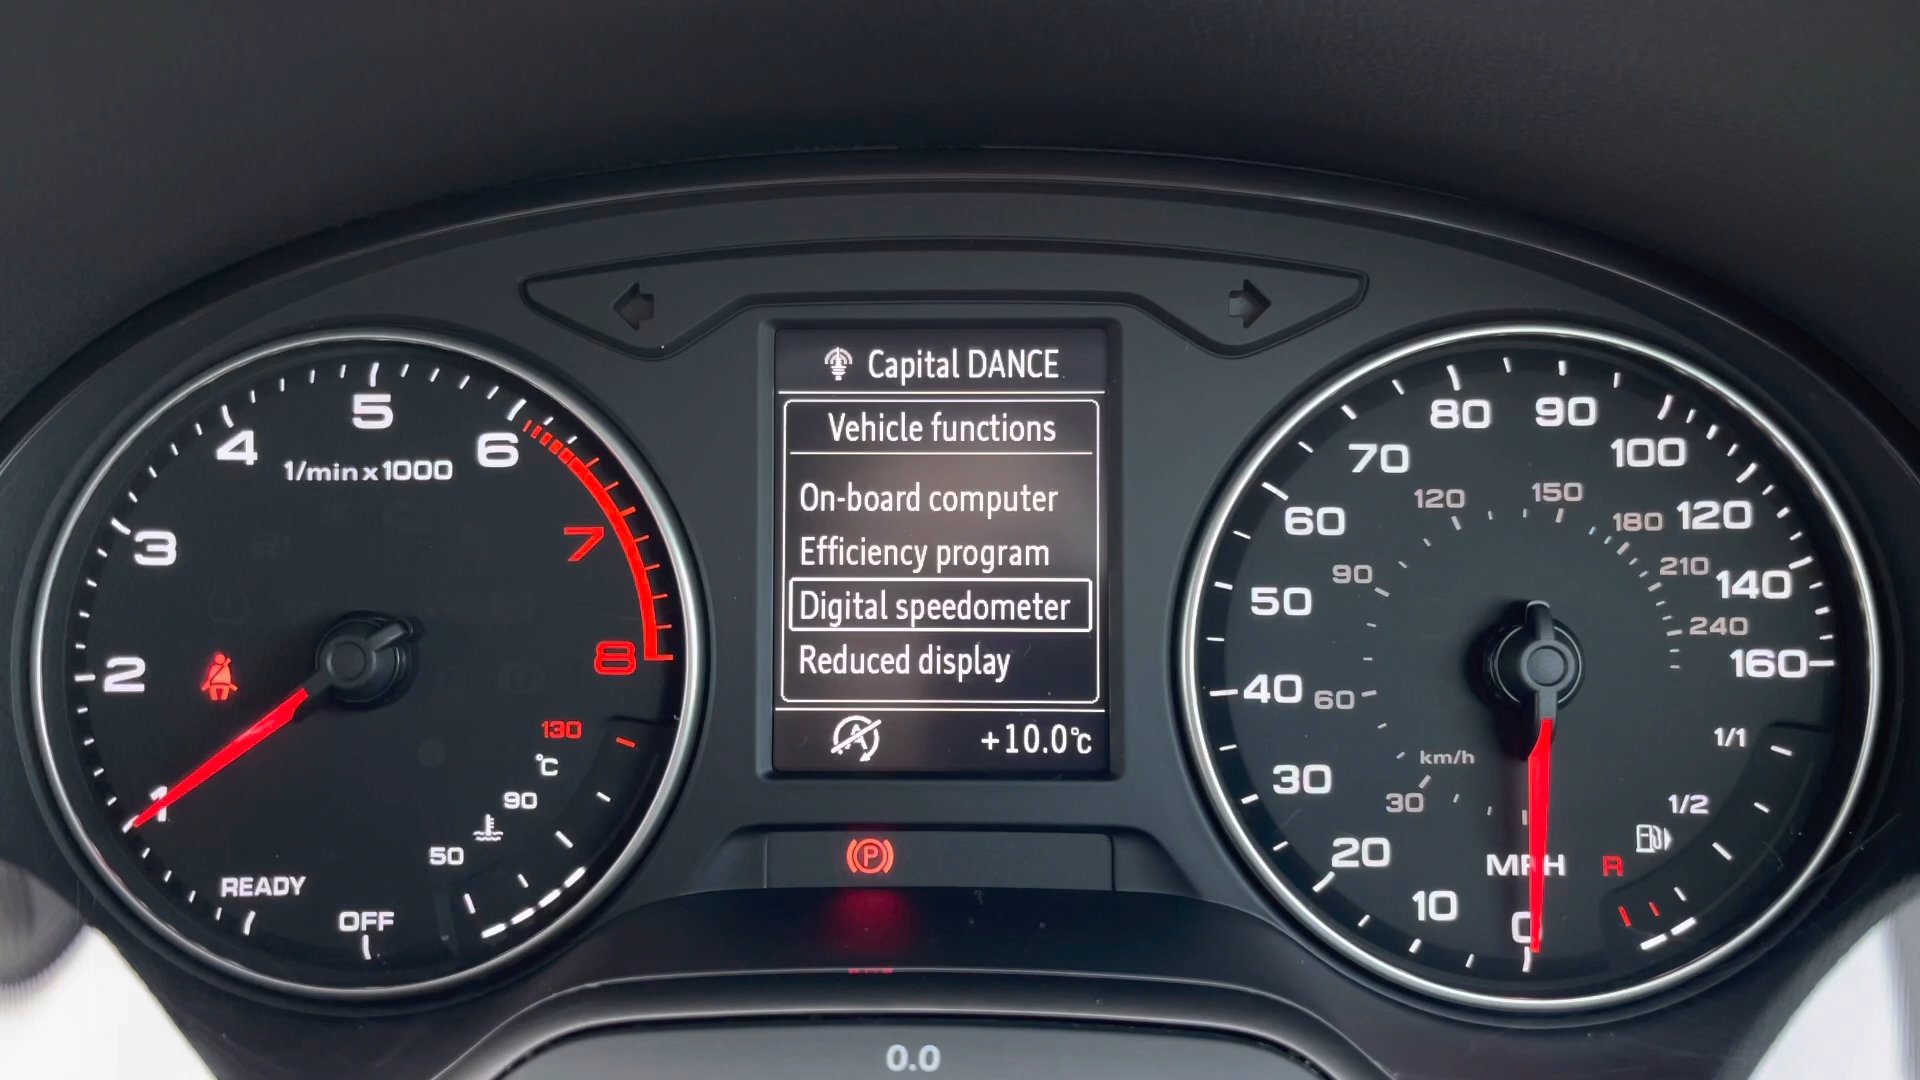 Capital DANCE
Vehicle functions
On-board computer
Efficiency program
Digital speedometer
Reduced display
+10.0°C
1/min x 1000
OFF
READY
1
2
3
4
5
6
7
8
50
90
°C
130
P
MPH
0
10
20
30
40
50
60
70
80
90
100
120
140
160
km/h
30
60
90
120
150
180
210
240
R
1/2
1/1
0.0